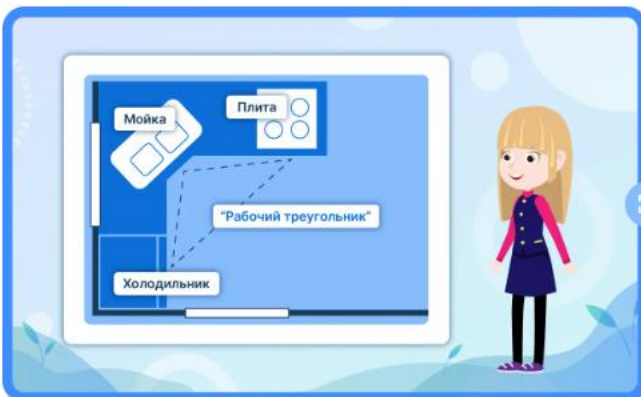 Мойка
Плита
"Рабочий треугольник"
Холодильник